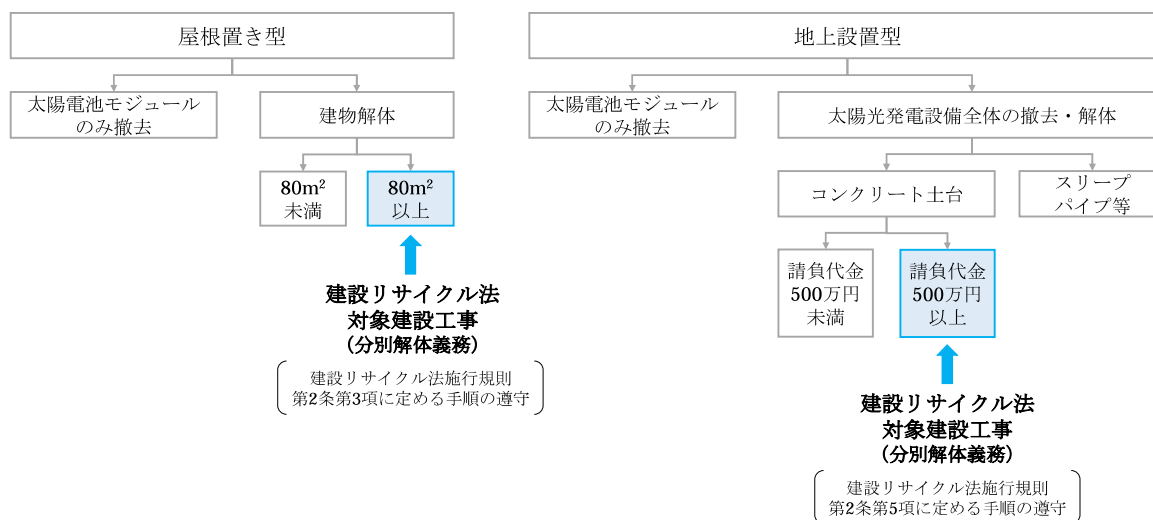 屋根置き型
太陽電池モジュール
のみ撤去
建物解体
80m²
未満
80m²
以上
建設リサイクル法
対象建設工事
(分別解体義務)
建設リサイクル法施行規則
第2条第3項に定める手順の遵守
地上設置型
太陽電池モジュール
のみ撤去
太陽光発電設備全体の撤去・解体
コンクリート土台
スリープ
パイプ等
請負代金
500万円
未満
請負代金
500万円
以上
建設リサイクル法
対象建設工事
(分別解体義務)
建設リサイクル法施行規則
第2条第5項に定める手順の遵守